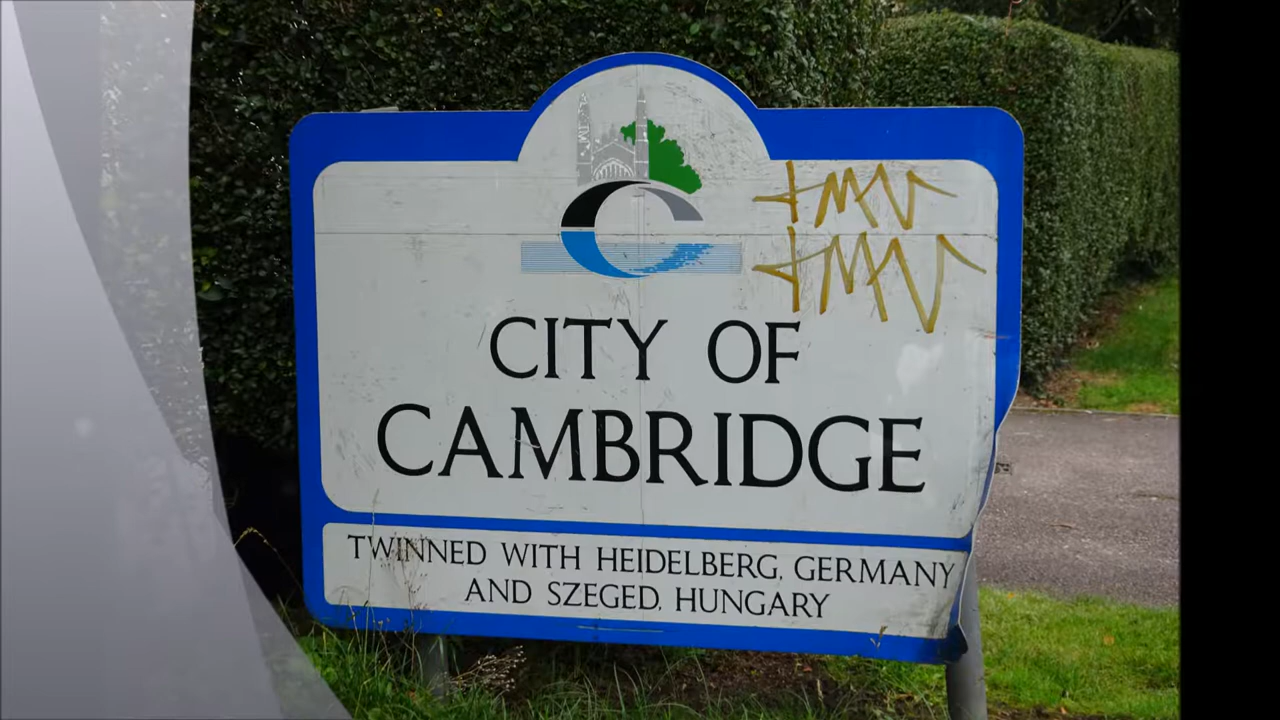 CITY OF
CAMBRIDGE
TWINNED WITH HEIDELBERG, GERMANY
AND SZEGED, HUNGARY